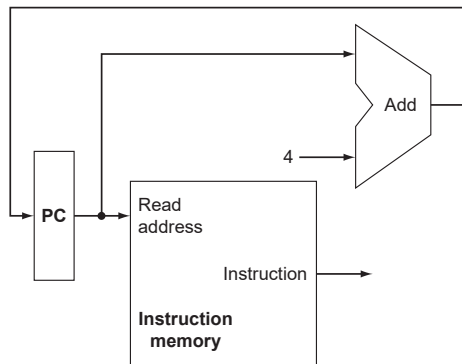 Add
4
PC
Read
address
Instruction
Instruction
memory